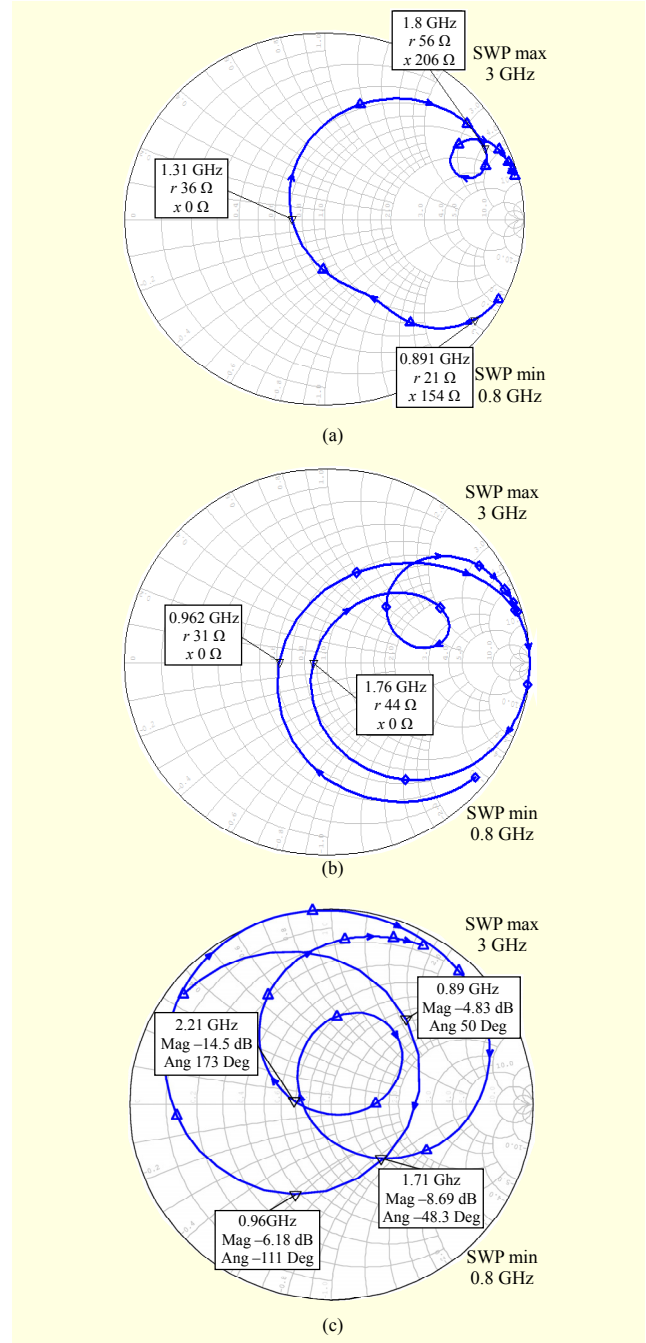 1.8 GHz
r 56 Ω
x 206 Ω
SWP max
3 GHz
1.31 GHz
r 36 Ω
x 0 Ω
0.891 GHz
r 21 Ω
x 154 Ω
SWP min
0.8 GHz
(a)
SWP max
3 GHz
0.962 GHz
r 31 Ω
x 0 Ω
1.76 GHz
r 44 Ω
x 0 Ω
SWP min
0.8 GHz
(b)
SWP max
3 GHz
0.89 GHz
Mag –4.83 dB
Ang 50 Deg
2.21 GHz
Mag –14.5 dB
Ang 173 Deg
1.71 Ghz
Mag –8.69 dB
Ang –48.3 Deg
0.96GHz
Mag –6.18 dB
Ang –111 Deg
SWP min
0.8 GHz
(c)